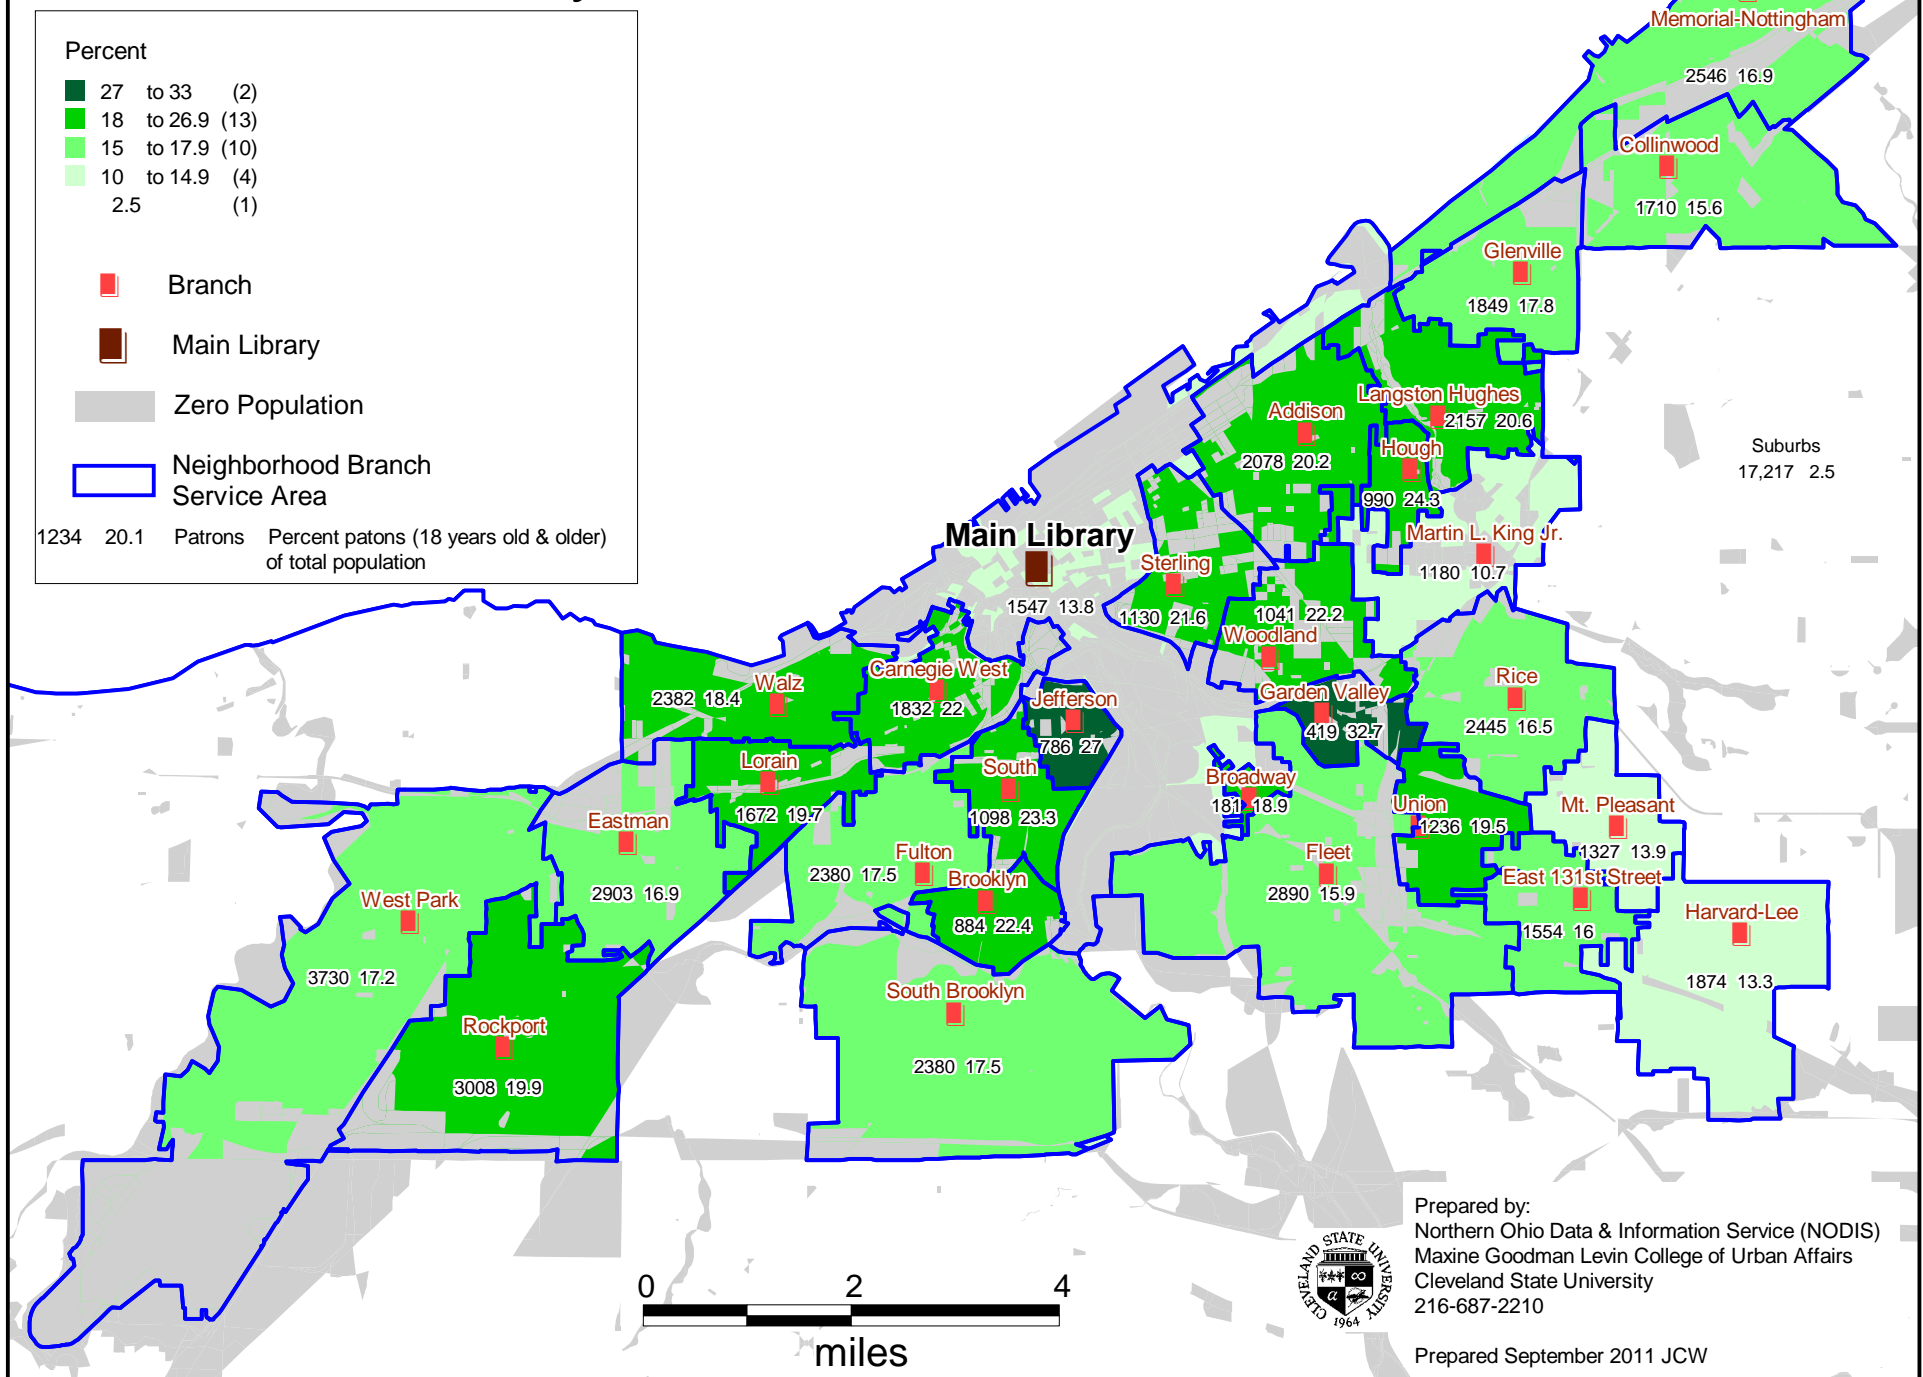 Percent
27 to 33 (2)
18 to 26.9 (13)
15 to 17.9 (10)
10 to 14.9 (4)
2.5 (1)
Branch
Main Library
Zero Population
Neighborhood Branch
Service Area
1234 20.1 Patrons Percent patons (18 years old & older)
of total population
Memorial-Nottingham
2546 16.9
Collinwood
1710 15.6
Glenville
1849 17.8
Langston Hughes
2157 20.6
Addison
2078 20.2
Hough
990 24.3
Suburbs
17,217 2.5
Martin L. King Jr.
1180 10.7
Main Library
1547 13.8
Sterling
1130 21.6
1041 22.2
Woodland
Carnegie West
1832 22
Walz
2382 18.4
Jefferson
786 27
Garden Valley
419 32.7
Rice
2445 16.5
Lorain
1672 19.7
South
1098 23.3
Broadway
181 18.9
Union
1236 19.5
Mt. Pleasant
1327 13.9
Eastman
2903 16.9
Fulton
2380 17.5
Brooklyn
884 22.4
Fleet
2890 15.9
East 131st Street
1554 16
Harvard-Lee
1874 13.3
West Park
3730 17.2
South Brooklyn
2380 17.5
Rockport
3008 19.9
0 2 4
miles
CLEVELAND STATE UNIVERSITY
1964
Prepared by:
Northern Ohio Data & Information Service (NODIS)
Maxine Goodman Levin College of Urban Affairs
Cleveland State University
216-687-2210
Prepared September 2011 JCW